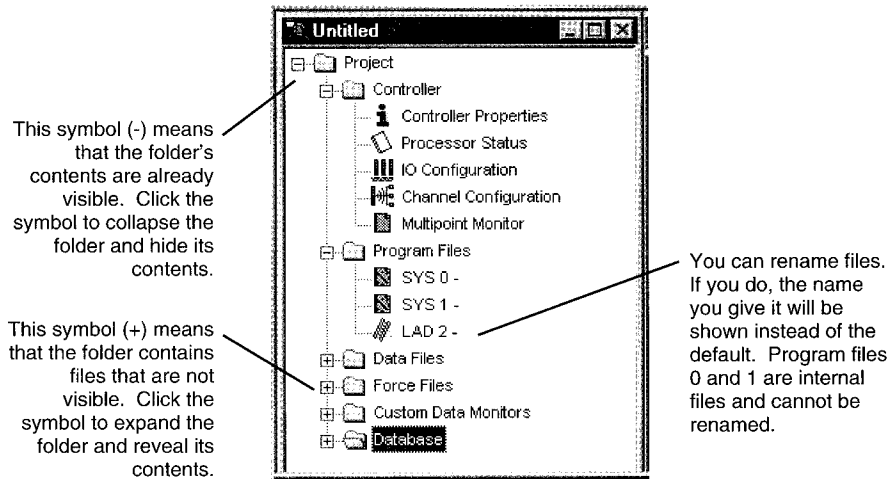 Untitled
Project
Controller
Controller Properties
Processor Status
IO Configuration
Channel Configuration
Multipoint Monitor
Program Files
SYS 0 -
SYS 1 -
LAD 2 -
Data Files
Force Files
Custom Data Monitors
Database
This symbol (-) means
that the folder's
contents are already
visible. Click the
symbol to collapse the
folder and hide its
contents.
This symbol (+) means
that the folder contains
files that are not
visible. Click the
symbol to expand the
folder and reveal its
contents.
You can rename files.
If you do, the name
you give it will be
shown instead of the
default. Program files
0 and 1 are internal
files and cannot be
renamed.